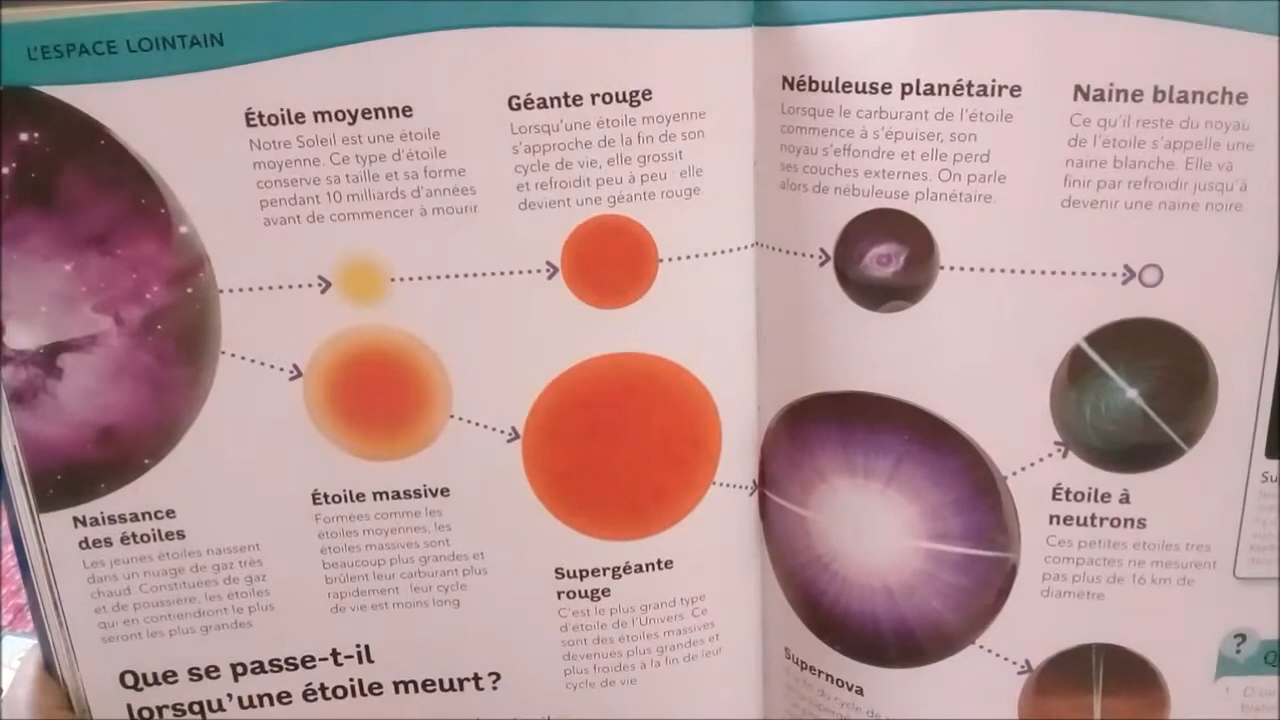 L'ESPACE LOINTAIN
Étoile moyenne
Notre Soleil est une étoile
moyenne. Ce type d'étoile
conserve sa taille et sa forme
pendant 10 milliards d'années
avant de commencer à mourir.
Géante rouge
Lorsqu'une étoile moyenne
s'approche de la fin de son
cycle de vie, elle grossit
et refroidit peu à peu : elle
devient une géante rouge.
Nébuleuse planétaire
Lorsque le carburant de l'étoile
commence à s'épuiser, son
noyau s'effondre et elle perd
ses couches externes. On parle
alors de nébuleuse planétaire.
Naine blanche
Ce qu'il reste du noyau
de l'étoile s'appelle une
naine blanche. Elle va
finir par refroidir jusqu'à
devenir une naine noire
Naissance
des étoiles
Les jeunes étoiles naissent
dans un nuage de gaz très
chaud. Constituées de gaz
et de poussière, les étoiles
qui en contiendront le plus
seront les plus grandes
Étoile massive
Formées comme les
étoiles moyennes, les
étoiles massives sont
beaucoup plus grandes et
brûlent leur carburant plus
rapidement leur cycle
de vie est moins long
Supergéante
rouge
C'est le plus grand type
d'étoile de l'Univers. Ce
sont des étoiles massives
devenues plus grandes et
plus froides à la fin de leur
cycle de vie
Étoile à
neutrons
Ces petites étoiles très
compactes ne mesurent
pas plus de 16 km de
diamètre
Supernova
Que se passe-t-il
lorsqu'une étoile meurt?
Su
?